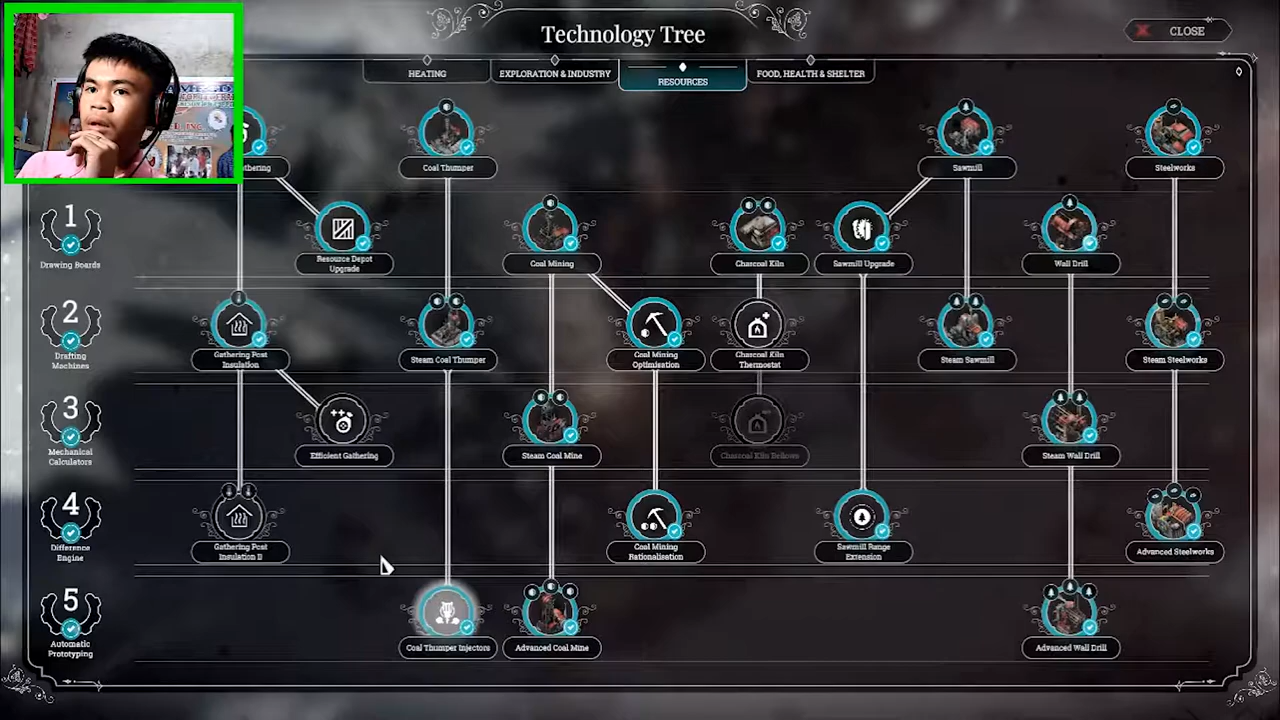 Technology Tree
CLOSE
HEATING
EXPLORATION & INDUSTRY
RESOURCES
FOOD, HEALTH & SHELTER
Coal Thumper
Sawmill
Steelworks
1
Drawing Boards
Resource Depot
Upgrade
Coal Mining
Charcoal Kiln
Sawmill Upgrade
Wall Drill
2
Drafting
Machines
Gathering Post
Insulation
Steam Coal Thumper
Coal Mining
Optimisation
Charcoal Kiln
Thermostat
Steam Sawmill
Steam Steelworks
3
Mechanical
Calculators
Efficient Gathering
Steam Coal Mine
Charcoal Kiln Bellows
Steam Wall Drill
4
Difference
Engine
Gathering Post
Insulation II
Coal Mining
Rationalisation
Sawmill Range
Extension
Advanced Steelworks
5
Automatic
Prototyping
Coal Thumper Injectors
Advanced Coal Mine
Advanced Wall Drill